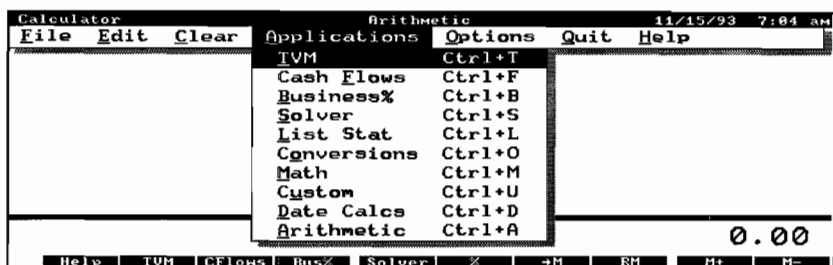 Calculator Arithmetic 11/15/93 7:04 AM
File Edit Clear Applications Options Quit Help
TVM Ctrl+T
Cash Flows Ctrl+F
Business% Ctrl+B
Solver Ctrl+S
List Stat Ctrl+L
Conversions Ctrl+O
Math Ctrl+M
Custom Ctrl+U
Date Calcs Ctrl+D
Arithmetic Ctrl+A
0.00
Help TVM CFlows Bus% Solver % →M RM M+ M-